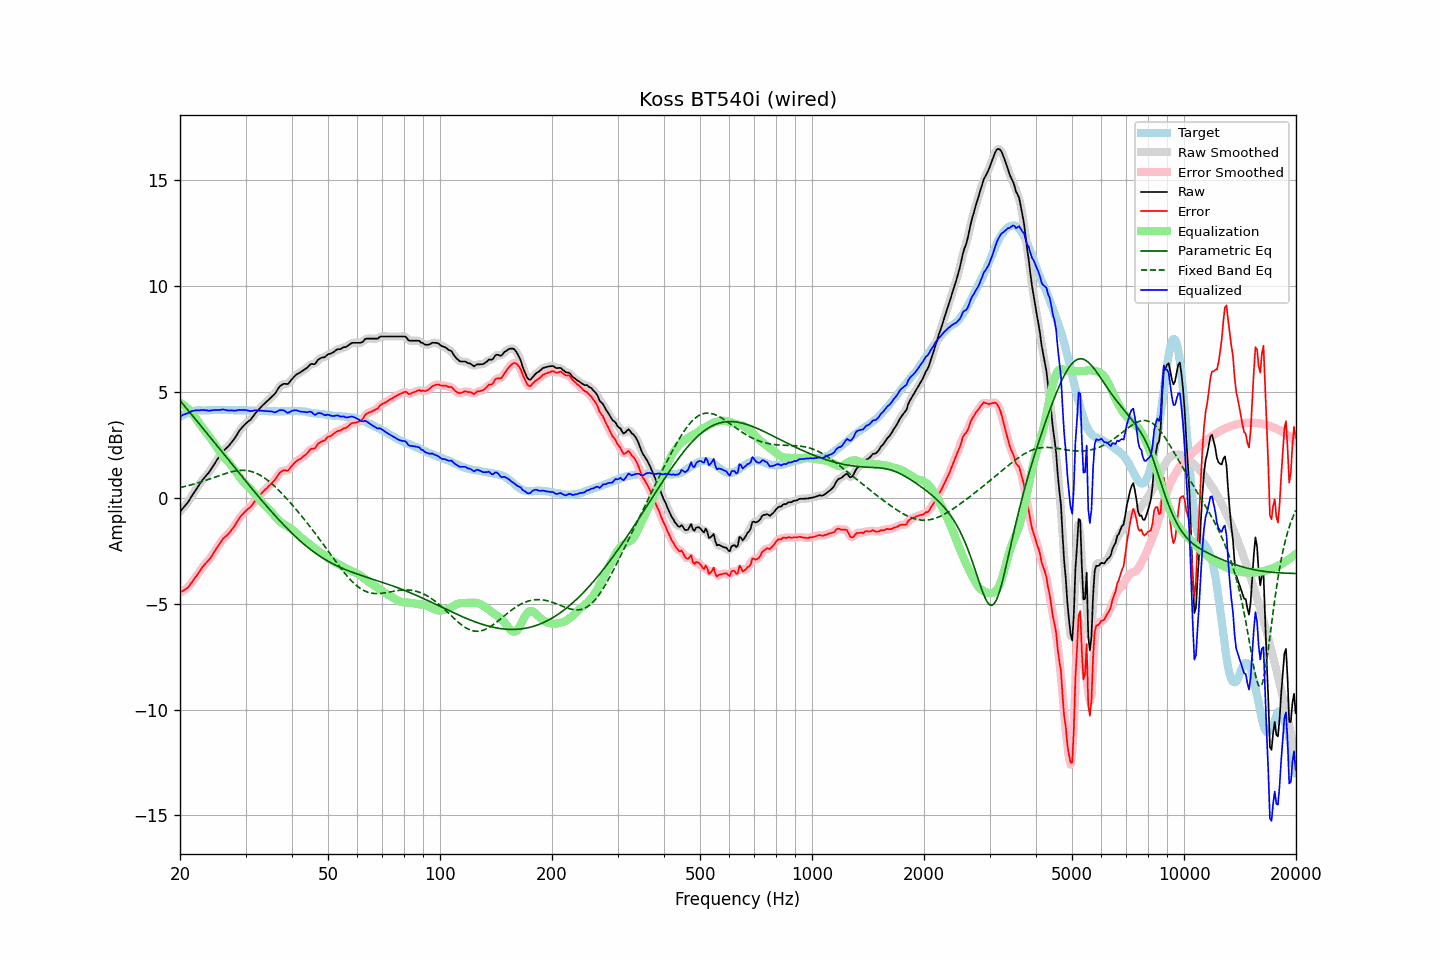 Koss BT540i (wired)
Target
Raw Smoothed
Error Smoothed
Raw
Error
Equalization
Parametric Eq
Fixed Band Eq
Equalized
15
10
5
0
−5
−10
−15
Amplitude (dBr)
20 50 100 200 500 1000 2000 5000 10000 20000
Frequency (Hz)